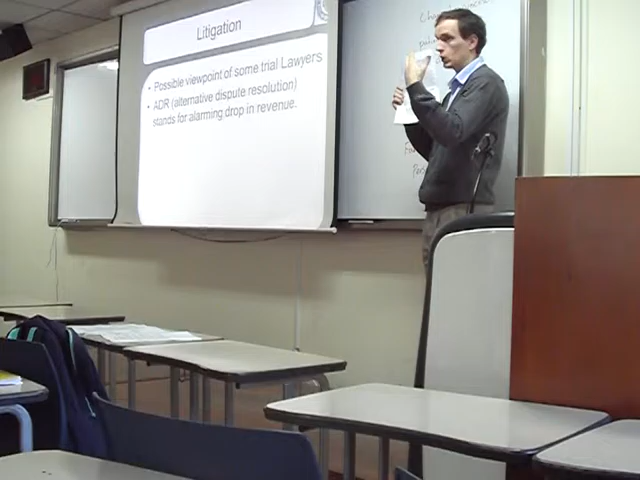 Litigation
• Possible viewpoint of some trial Lawyers
• ADR (alternative dispute resolution)
stands for alarming drop in revenue.